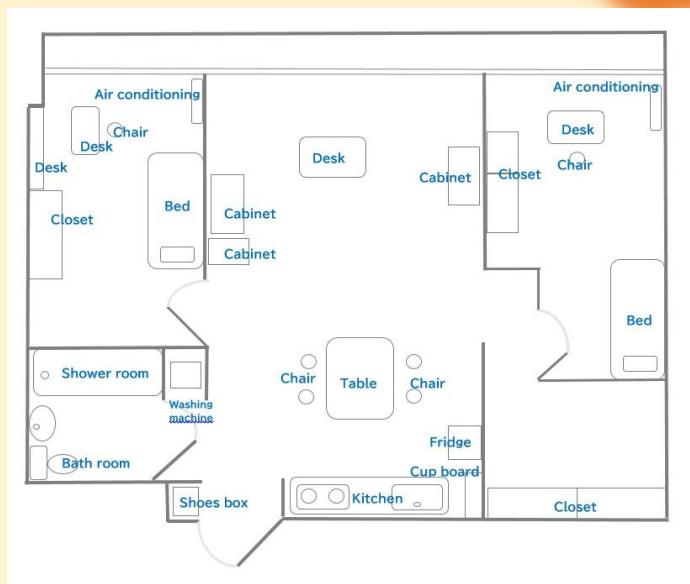 Air conditioning
Chair
Desk
Desk
Bed
Closet
Desk
Cabinet
Cabinet
Cabinet
Air conditioning
Desk
Chair
Closet
Bed
Shower room
Washing
machine
Bath room
Shoes box
Chair
Table
Chair
Fridge
Cup board
Kitchen
Closet